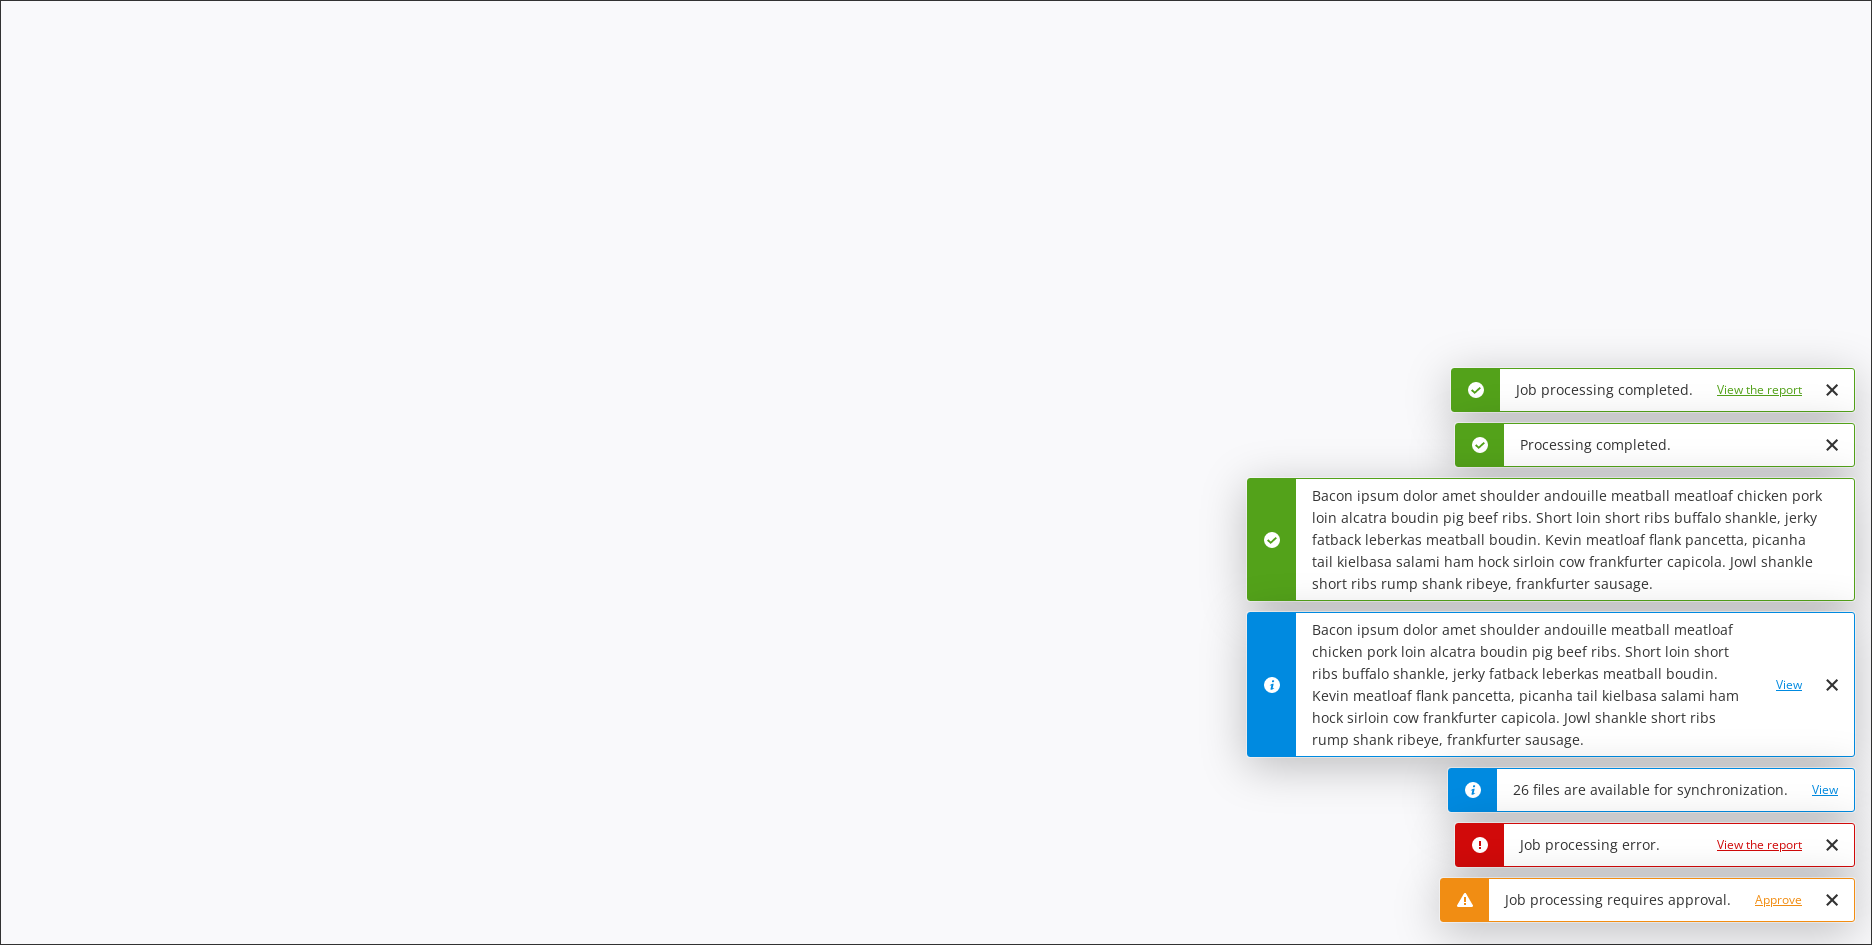 Job processing completed. View the report
Processing completed.
Bacon ipsum dolor amet shoulder andouille meatball meatloaf chicken pork
loin alcatra boudin pig beef ribs. Short loin short ribs buffalo shankle, jerky
fatback leberkas meatball boudin. Kevin meatloaf flank pancetta, picanha
tail kielbasa salami ham hock sirloin cow frankfurter capicola. Jowl shankle
short ribs rump shank ribeye, frankfurter sausage.
Bacon ipsum dolor amet shoulder andouille meatball meatloaf
chicken pork loin alcatra boudin pig beef ribs. Short loin short
ribs buffalo shankle, jerky fatback leberkas meatball boudin.
Kevin meatloaf flank pancetta, picanha tail kielbasa salami ham
hock sirloin cow frankfurter capicola. Jowl shankle short ribs
rump shank ribeye, frankfurter sausage.
View
26 files are available for synchronization. View
Job processing error. View the report
Job processing requires approval. Approve